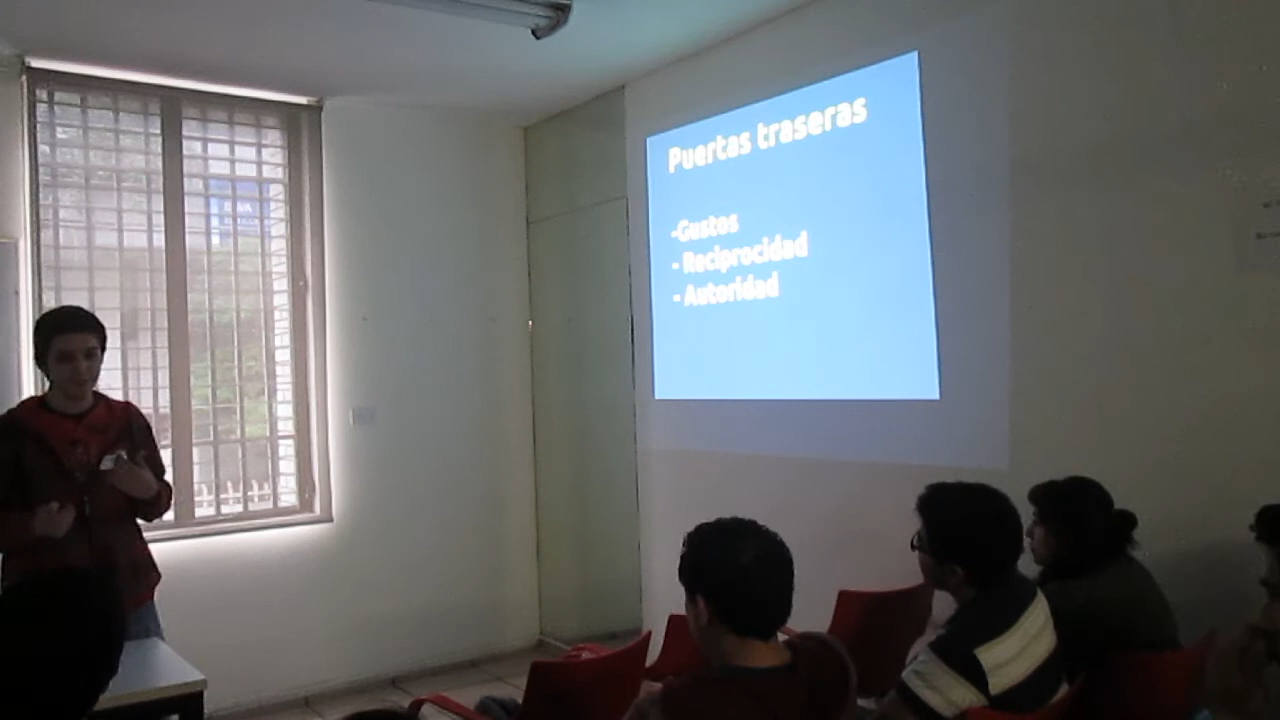 Puertas traseras
-Gustos
- Reciprocidad
- Autoridad